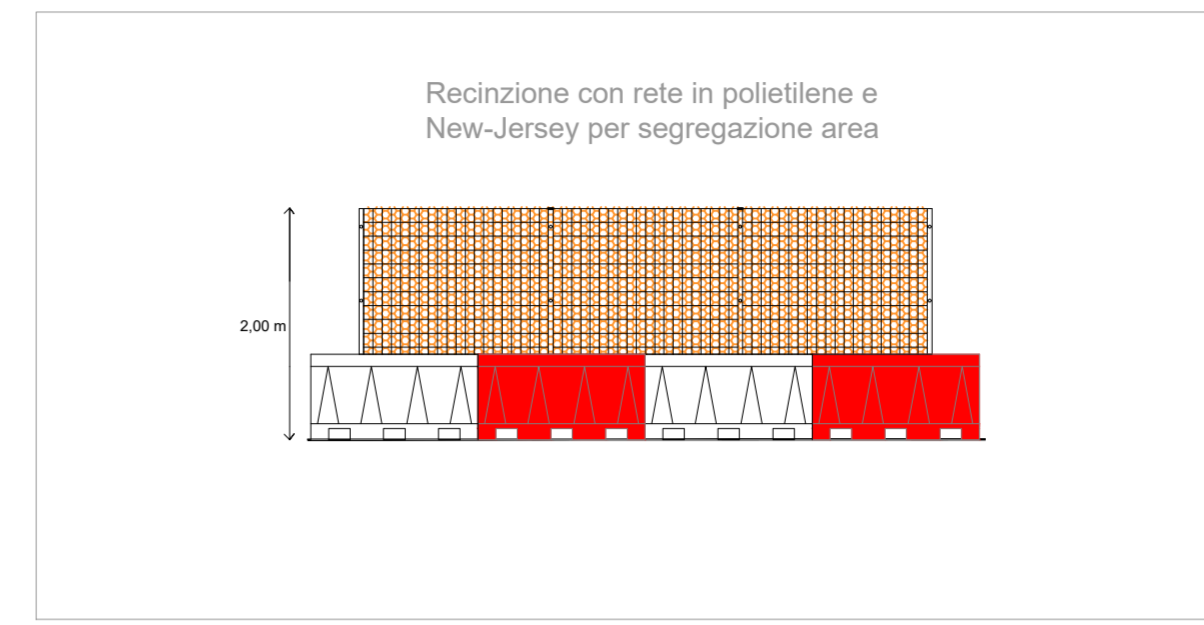 Recinzione con rete in polietilene e
New-Jersey per segregazione area
2,00 m